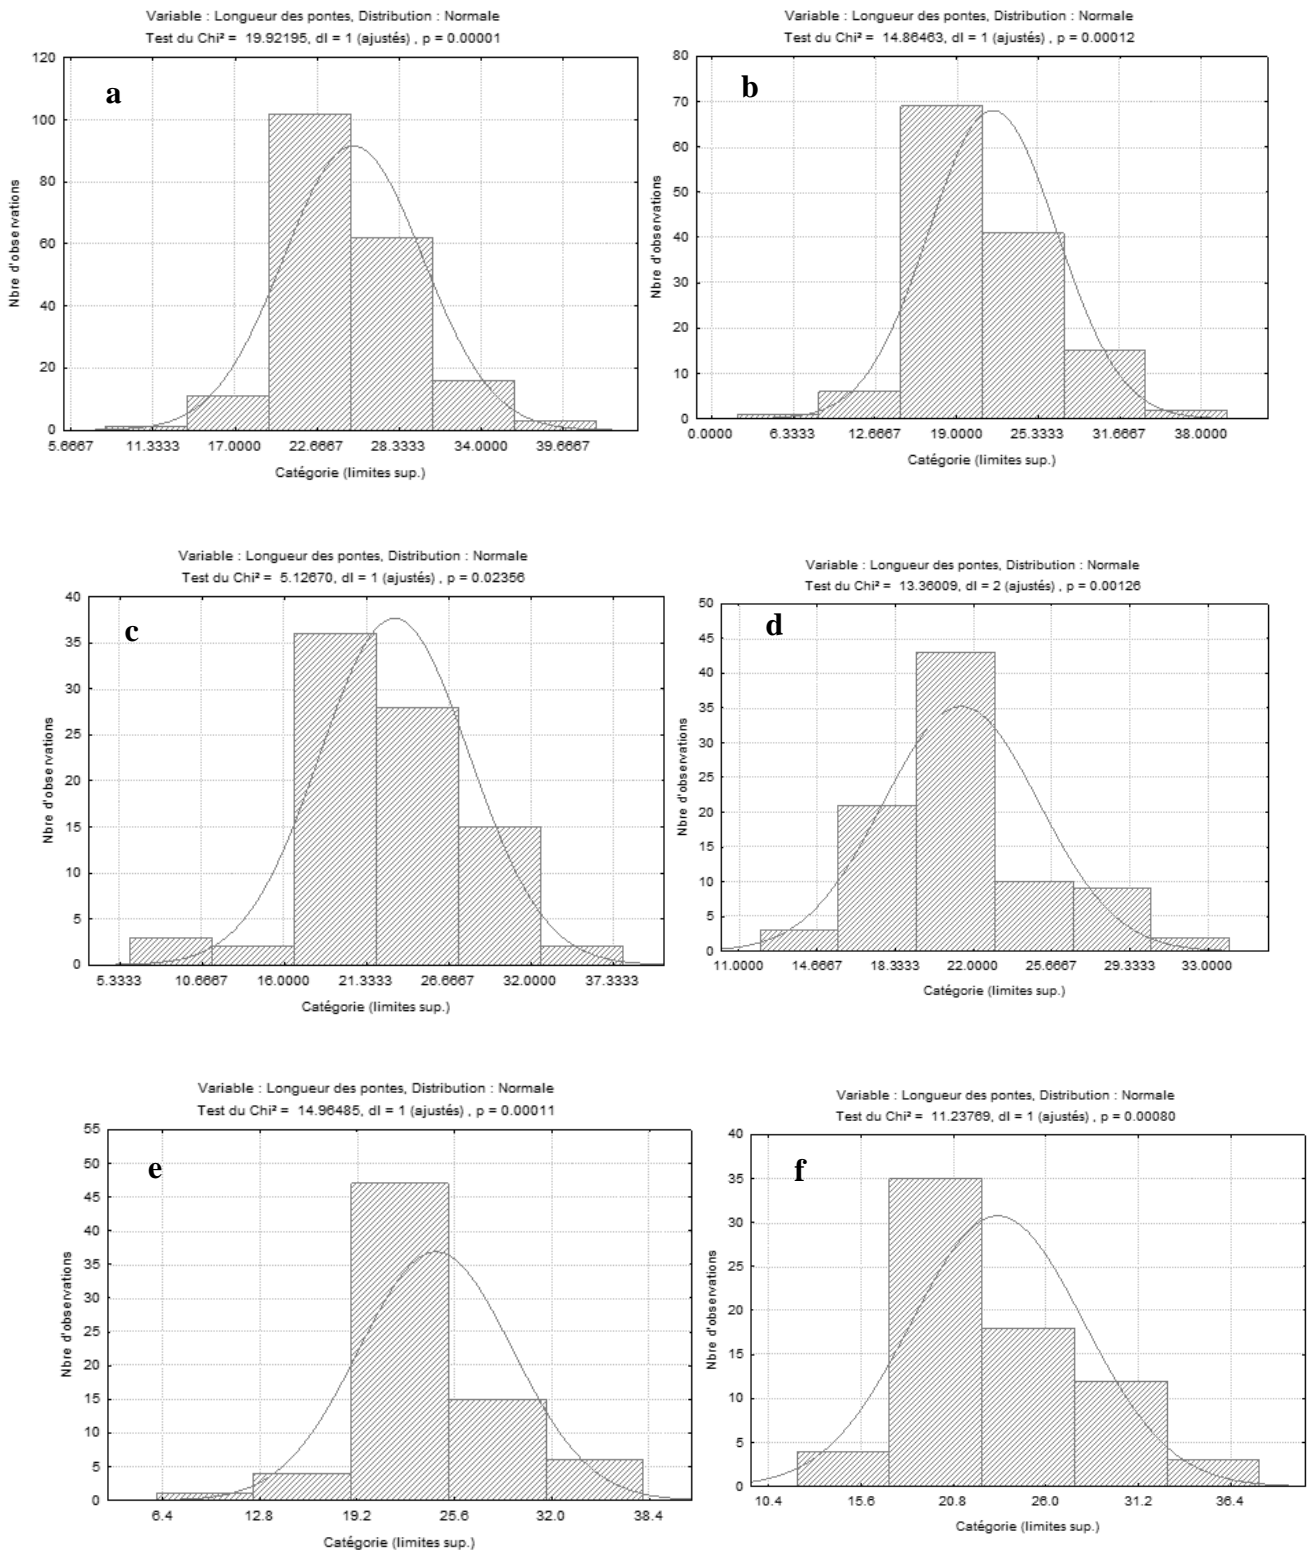 Variable : Longueur des pontes, Distribution : Normale
Test du Chi² = 19.92195, dl = 1 (ajustés) , p = 0.00001
120
100
80
60
40
20
0
a
Nbre d'observations
5.6667 11.3333 17.0000 22.6667 28.3333 34.0000 39.6667
Catégorie (limites sup.)
Variable : Longueur des pontes, Distribution : Normale
Test du Chi² = 14.86463, dl = 1 (ajustés) , p = 0.00012
80
70
60
50
40
30
20
10
0
b
Nbre d'observations
0.0000 6.3333 12.6667 19.0000 25.3333 31.6667 38.0000
Catégorie (limites sup.)
Variable : Longueur des pontes, Distribution : Normale
Test du Chi² = 5.12670, dl = 1 (ajustés) , p = 0.02356
40
35
30
25
20
15
10
5
0
c
Nbre d'observations
5.3333 10.6667 16.0000 21.3333 26.6667 32.0000 37.3333
Catégorie (limites sup.)
Variable : Longueur des pontes, Distribution : Normale
Test du Chi² = 13.36009, dl = 2 (ajustés) , p = 0.00126
50
45
40
35
30
25
20
15
10
5
0
d
Nbre d'observations
11.0000 14.6667 18.3333 22.0000 25.6667 29.3333 33.0000
Catégorie (limites sup.)
Variable : Longueur des pontes, Distribution : Normale
Test du Chi² = 14.96485, dl = 1 (ajustés) , p = 0.00011
55
50
45
40
35
30
25
20
15
10
5
0
e
Nbre d'observations
6.4 12.8 19.2 25.6 32.0 38.4
Catégorie (limites sup.)
Variable : Longueur des pontes, Distribution : Normale
Test du Chi² = 11.23769, dl = 1 (ajustés) , p = 0.00080
40
35
30
25
20
15
10
5
0
f
Nbre d'observations
10.4 15.6 20.8 26.0 31.2 36.4
Catégorie (limites sup.)